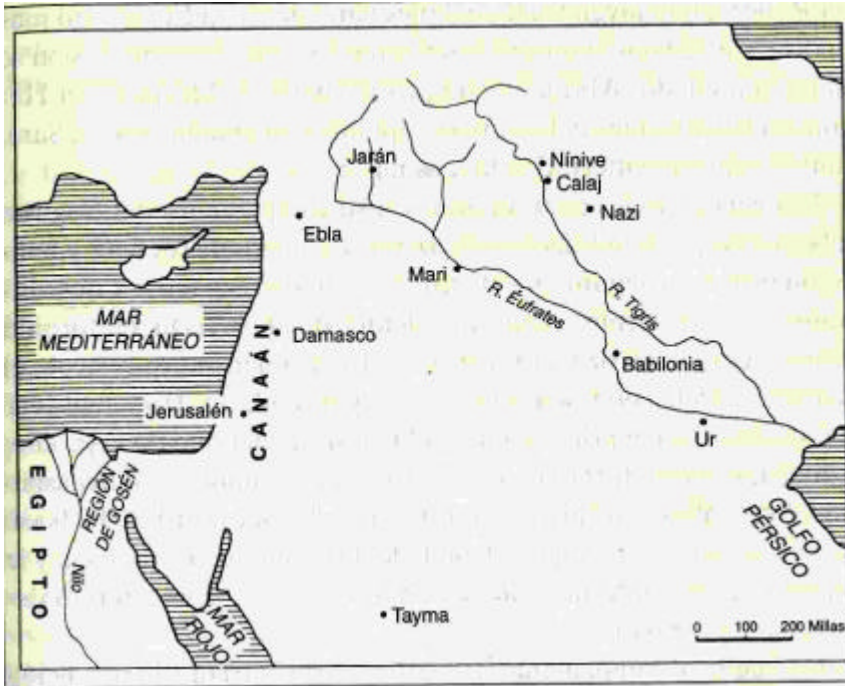 Jarán
Nínive
Calaj
Nazi
Ebla
Mari
R. Éufrates
R. Tigris
MAR
MEDITERRÁNEO
Damasco
CANAÁN
Babilonia
Jerusalén
Ur
EGIPTO
REGIÓN
DE GOSÉN
Nilo
GOLFO
PÉRSICO
MAR
ROJO
Tayma
0 100 200 Millas